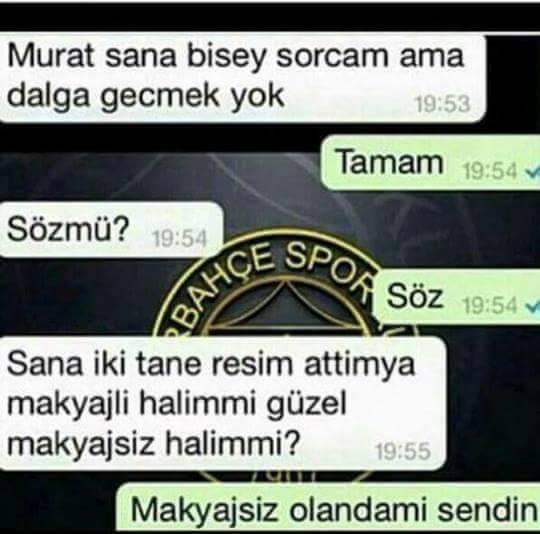 Murat sana bisey sorcam ama
dalga gecmek yok 19:53
Tamam 19:54
Sözmü? 19:54
BAHÇE SPOR
Söz 19:54
Sana iki tane resim attimya
makyajli halimmi güzel
makyajsiz halimmi? 19:55
Makyajsiz olandami sendin